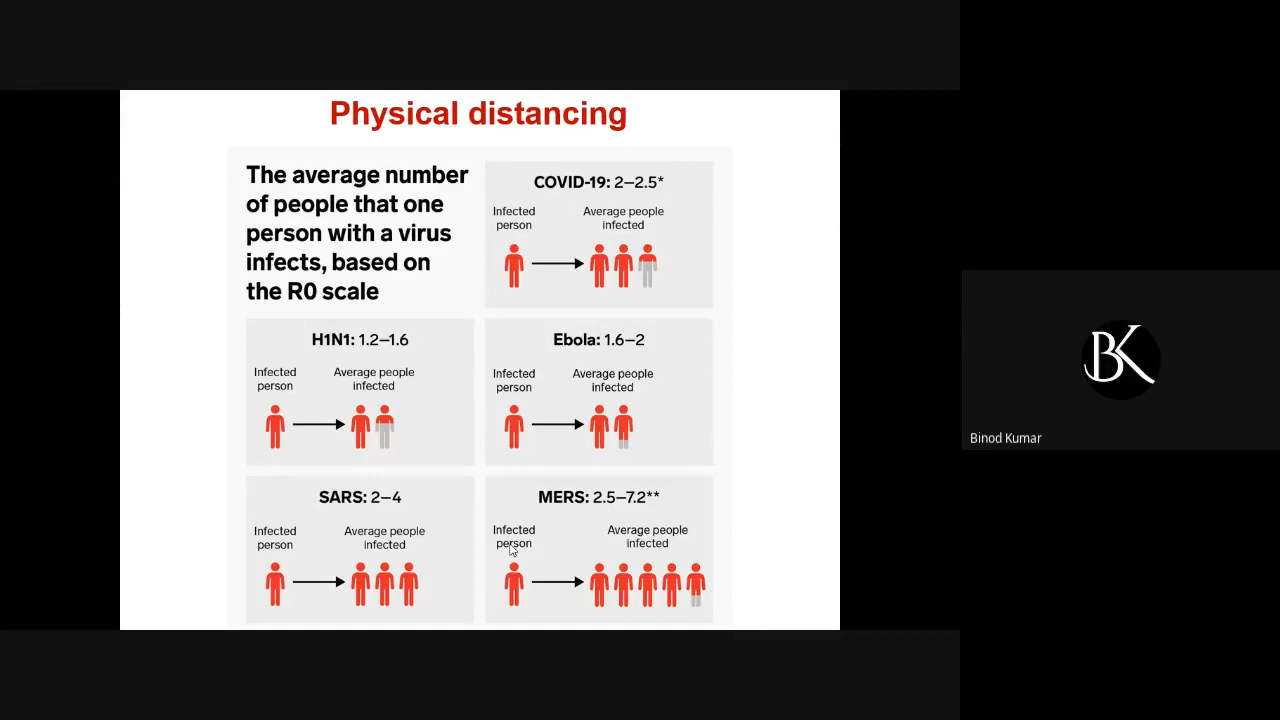 Physical distancing
The average number
of people that one
person with a virus
infects, based on
the R0 scale
COVID-19: 2–2.5*
Infected
person
Average people
infected
H1N1: 1.2–1.6
Infected
person
Average people
infected
Ebola: 1.6–2
Infected
person
Average people
infected
SARS: 2–4
Infected
person
Average people
infected
MERS: 2.5–7.2**
Infected
person
Average people
infected
BK
Binod Kumar